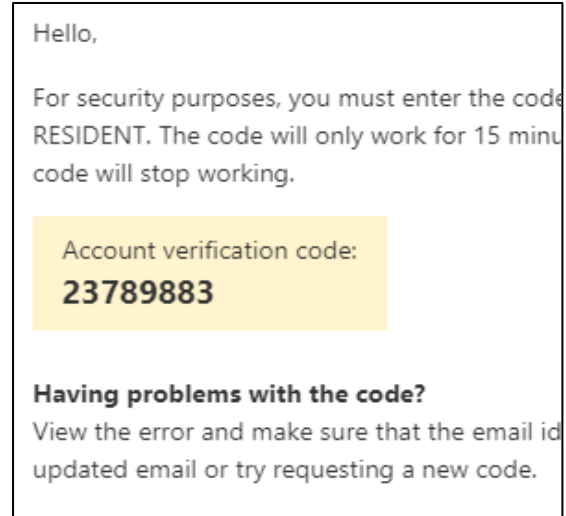 Hello,
For security purposes, you must enter the code
RESIDENT. The code will only work for 15 minu
code will stop working.
Account verification code:
23789883
Having problems with the code?
View the error and make sure that the email id
updated email or try requesting a new code.